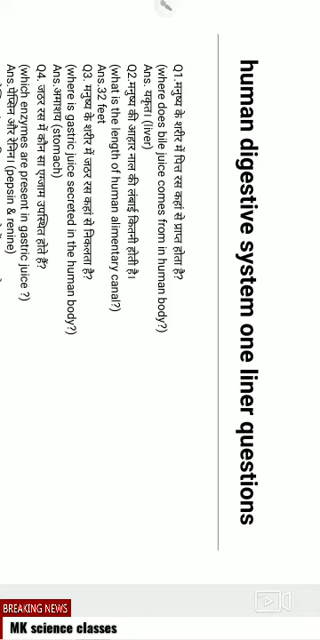 human digestive system one liner questions
Q1.मनुष्य के शरीर में पित्त रस कहां से प्राप्त होता है?
(where does bile juice comes from in human body?)
Ans. यकृत। (liver)
Q2.मनुष्य की आहार नाल की लंबाई कितनी होती है।
(what is the length of human alimentary canal?)
Ans.32 feet
Q3. मनुष्य के शरीर में जठर रस कहां से निकलता है?
(where is gastric juice secreted in the human body?)
Ans.अमाशय (stomach)
Q4. जठर रस में कौन सा एंजाम उपस्थित होते हैं?
(which enzymes are present in gastric juice ?)
Ans.पेप्सिन और रेनिन। (pepsin & renine)
BREAKING NEWS
MK science classes